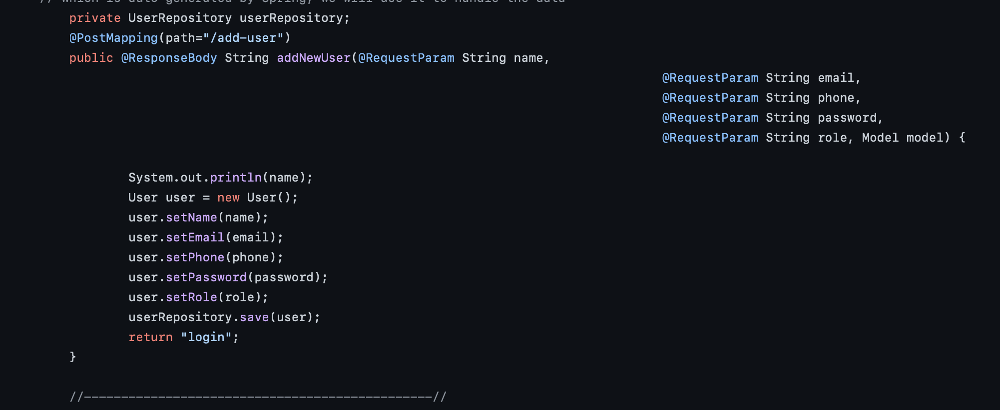 // which is auto-generated by Spring, we will use it to handle the data
private UserRepository userRepository;
@PostMapping(path="/add-user")
public @ResponseBody String addNewUser(@RequestParam String name,
@RequestParam String email,
@RequestParam String phone,
@RequestParam String password,
@RequestParam String role, Model model) {
System.out.println(name);
User user = new User();
user.setName(name);
user.setEmail(email);
user.setPhone(phone);
user.setPassword(password);
user.setRole(role);
userRepository.save(user);
return "login";
}
//-----------------------------------------------//